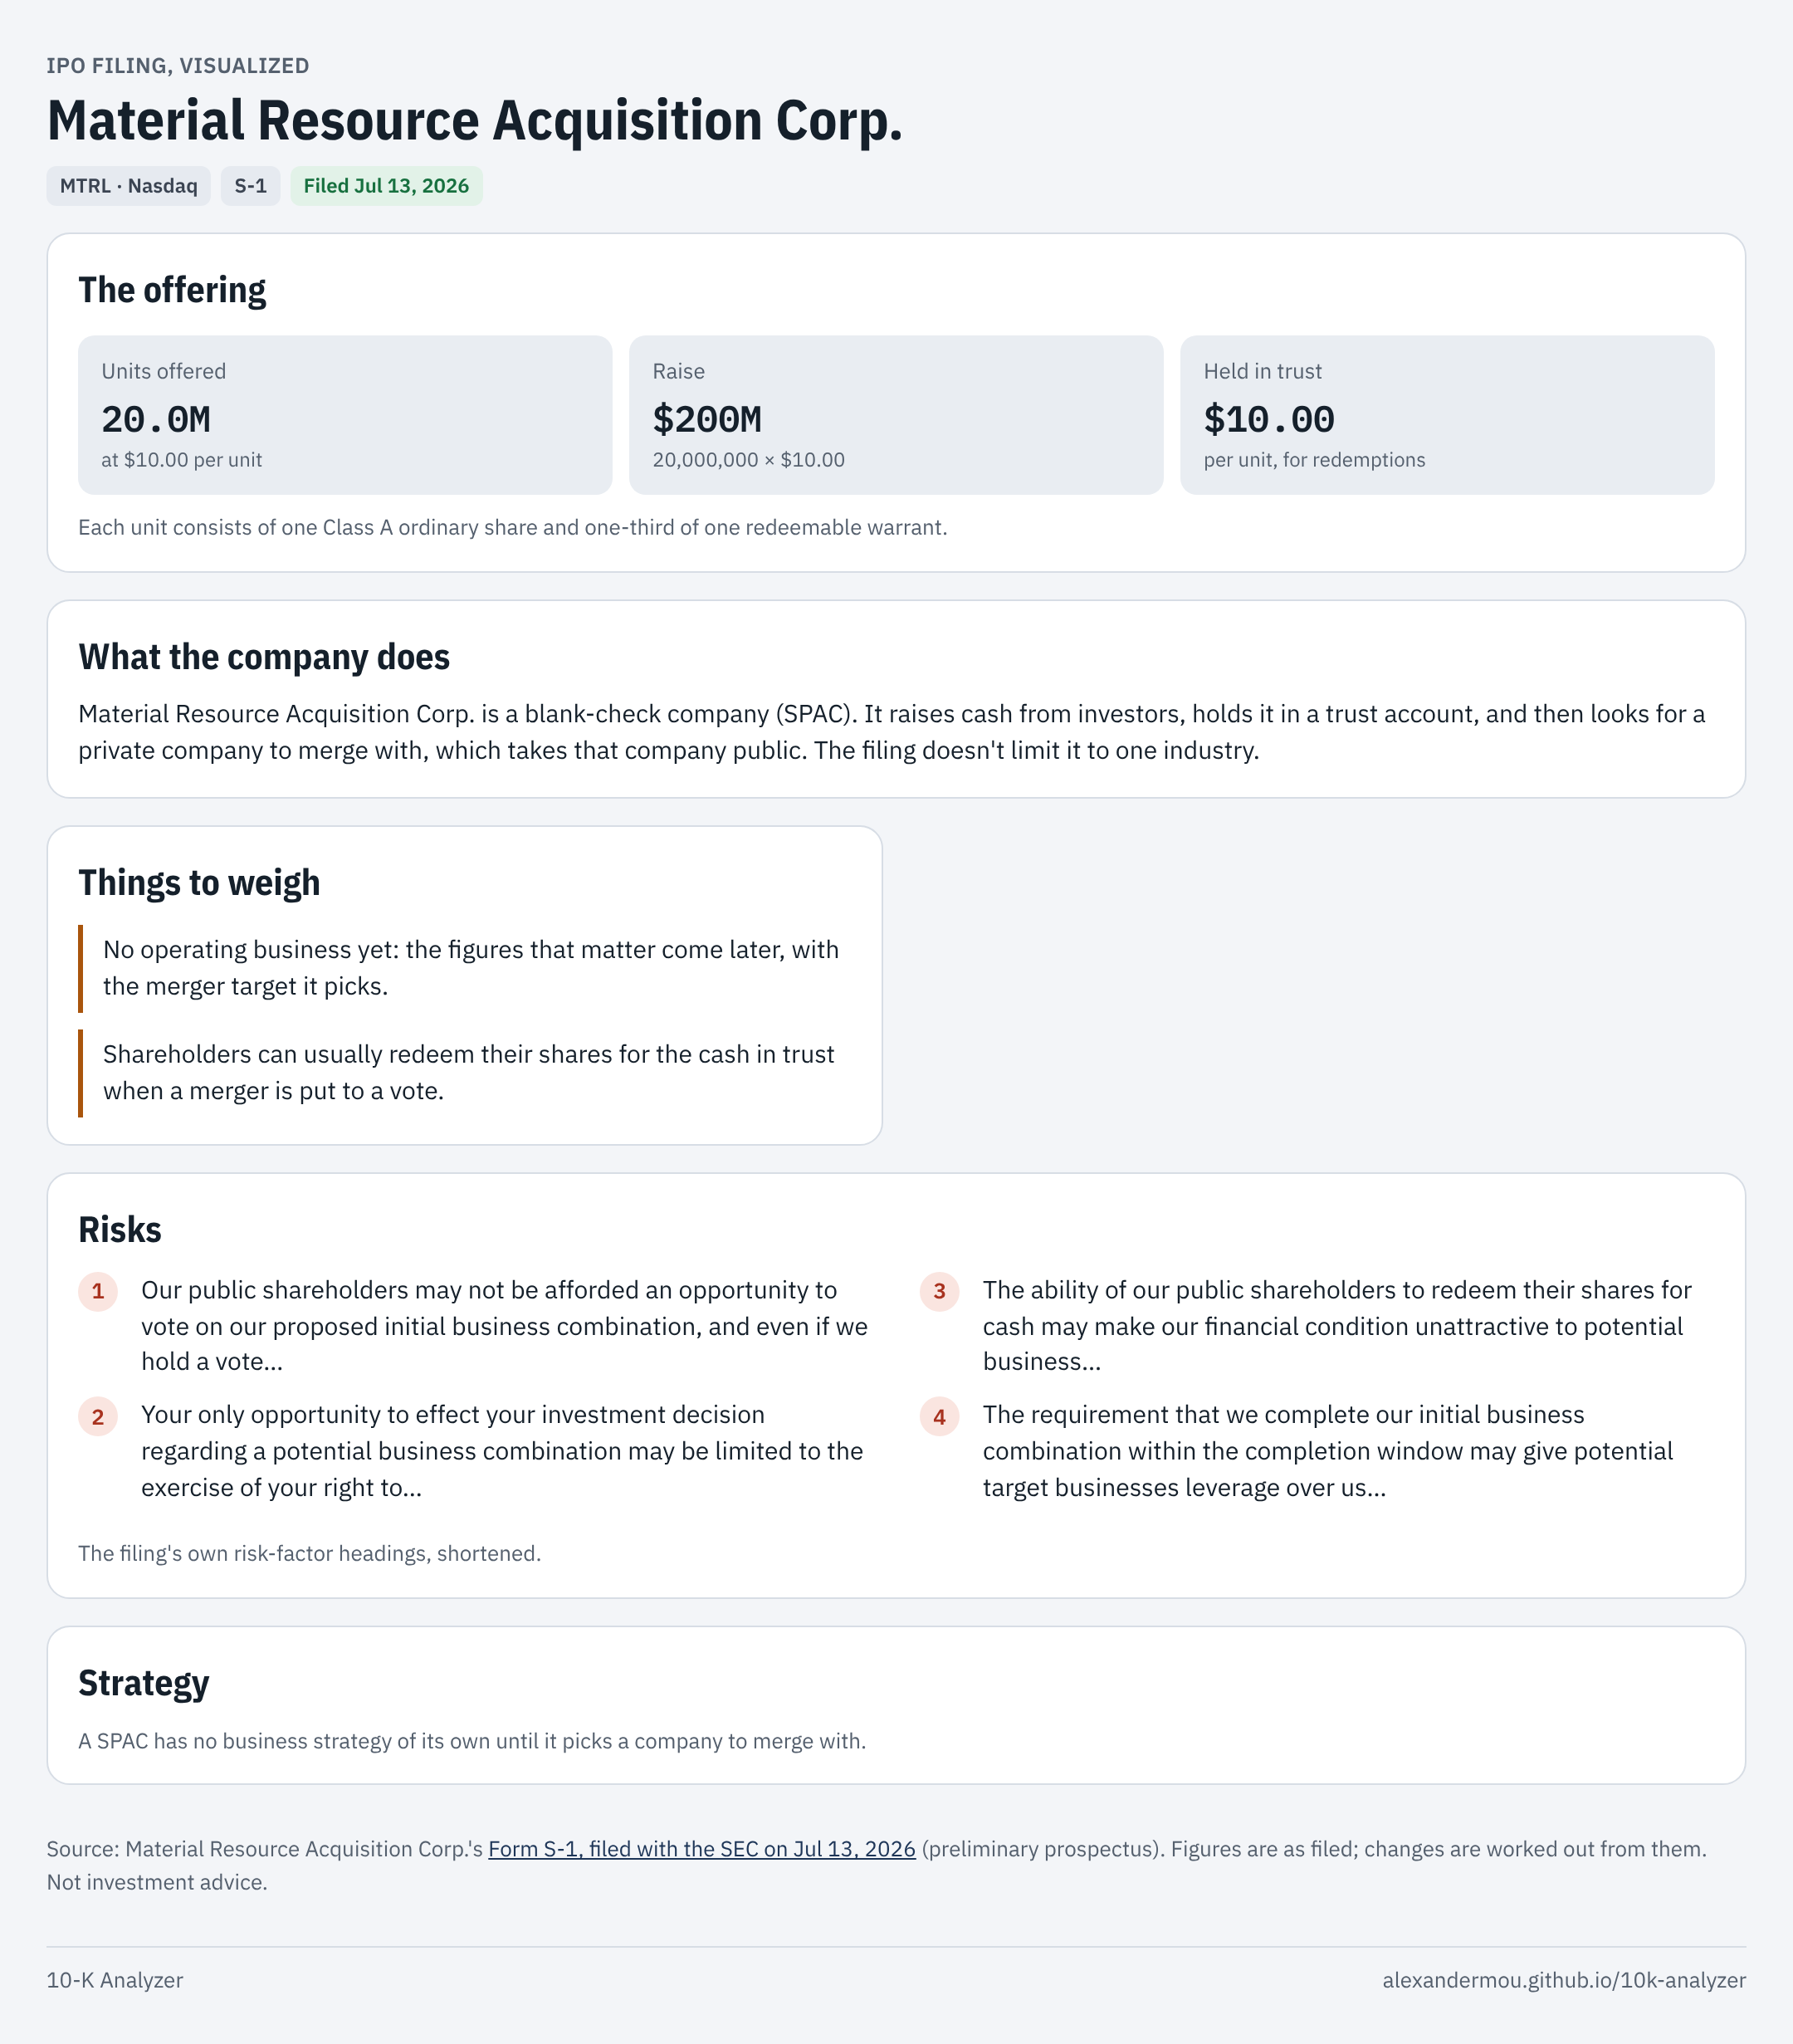 IPO FILING, VISUALIZED
Material Resource Acquisition Corp.
MTRL · Nasdaq
S-1
Filed Jul 13, 2026
The offering
Units offered
20.0M
at $10.00 per unit
Raise
$200M
20,000,000 × $10.00
Held in trust
$10.00
per unit, for redemptions
Each unit consists of one Class A ordinary share and one-third of one redeemable warrant.
What the company does
Material Resource Acquisition Corp. is a blank-check company (SPAC). It raises cash from investors, holds it in a trust account, and then looks for a
private company to merge with, which takes that company public. The filing doesn't limit it to one industry.
Things to weigh
No operating business yet: the figures that matter come later, with
the merger target it picks.
Shareholders can usually redeem their shares for the cash in trust
when a merger is put to a vote.
Risks
1
Our public shareholders may not be afforded an opportunity to
vote on our proposed initial business combination, and even if we
hold a vote…
2
Your only opportunity to effect your investment decision
regarding a potential business combination may be limited to the
exercise of your right to…
3
The ability of our public shareholders to redeem their shares for
cash may make our financial condition unattractive to potential
business…
4
The requirement that we complete our initial business
combination within the completion window may give potential
target businesses leverage over us…
The filing's own risk-factor headings, shortened.
Strategy
A SPAC has no business strategy of its own until it picks a company to merge with.
Source: Material Resource Acquisition Corp.'s Form S-1, filed with the SEC on Jul 13, 2026 (preliminary prospectus). Figures are as filed; changes are worked out from them.
Not investment advice.
10-K Analyzer
alexandermou.github.io/10k-analyzer